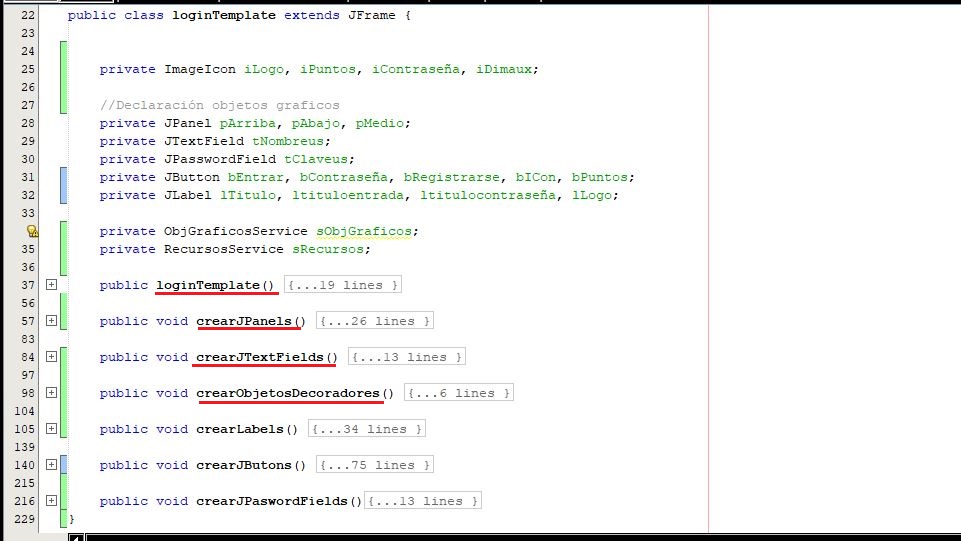 22 public class loginTemplate extends JFrame {
23
24
25 private ImageIcon iLogo, iPuntos, iContraseña, iDimaux;
26
27 //Declaración objetos graficos
28 private JPanel pArriba, pAbajo, pMedio;
29 private JTextField tNombreus;
30 private JPasswordField tClaveus;
31 private JButton bEntrar, bContraseña, bRegistrarse, bICon, bPuntos;
32 private JLabel lTitulo, ltituloentrada, ltitulocontraseña, lLogo;
33
private ObjGraficosService sObjGraficos;
35 private RecursosService sRecursos;
36
37 public loginTemplate() {...19 lines }
56
57 public void crearJPanels() {...26 lines }
83
84 public void crearJTextFields() {...13 lines }
97
98 public void crearObjetosDecoradores() {...6 lines }
104
105 public void crearLabels() {...34 lines }
139
140 public void crearJButons() {...75 lines }
215
216 public void crearJPaswordFields() {...13 lines }
229 }